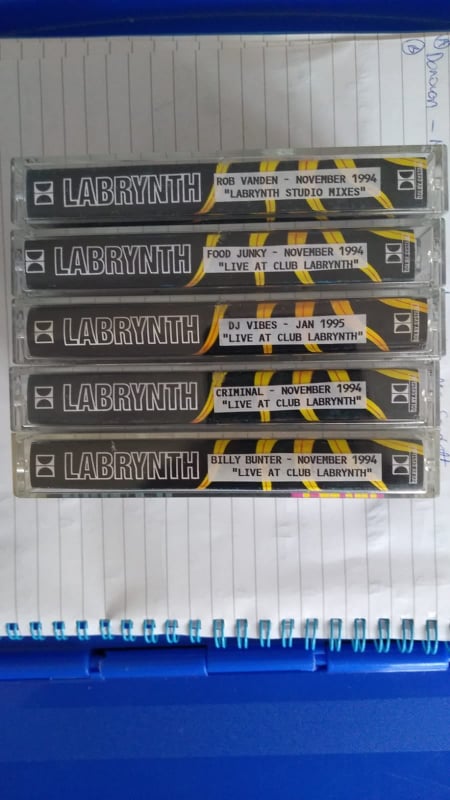 Donovan -
LABRYNTH
ROB VANDEN - NOVEMBER 1994
"LABRYNTH STUDIO MIXES"
LABRYNTH
FOOD JUNKY - NOVEMBER 1994
"LIVE AT CLUB LABRYNTH"
LABRYNTH
DJ VIBES - JAN 1995
"LIVE AT CLUB LABRYNTH"
LABRYNTH
CRIMINAL - NOVEMBER 1994
"LIVE AT CLUB LABRYNTH"
LABRYNTH
BILLY BUNTER - NOVEMBER 1994
"LIVE AT CLUB LABRYNTH"